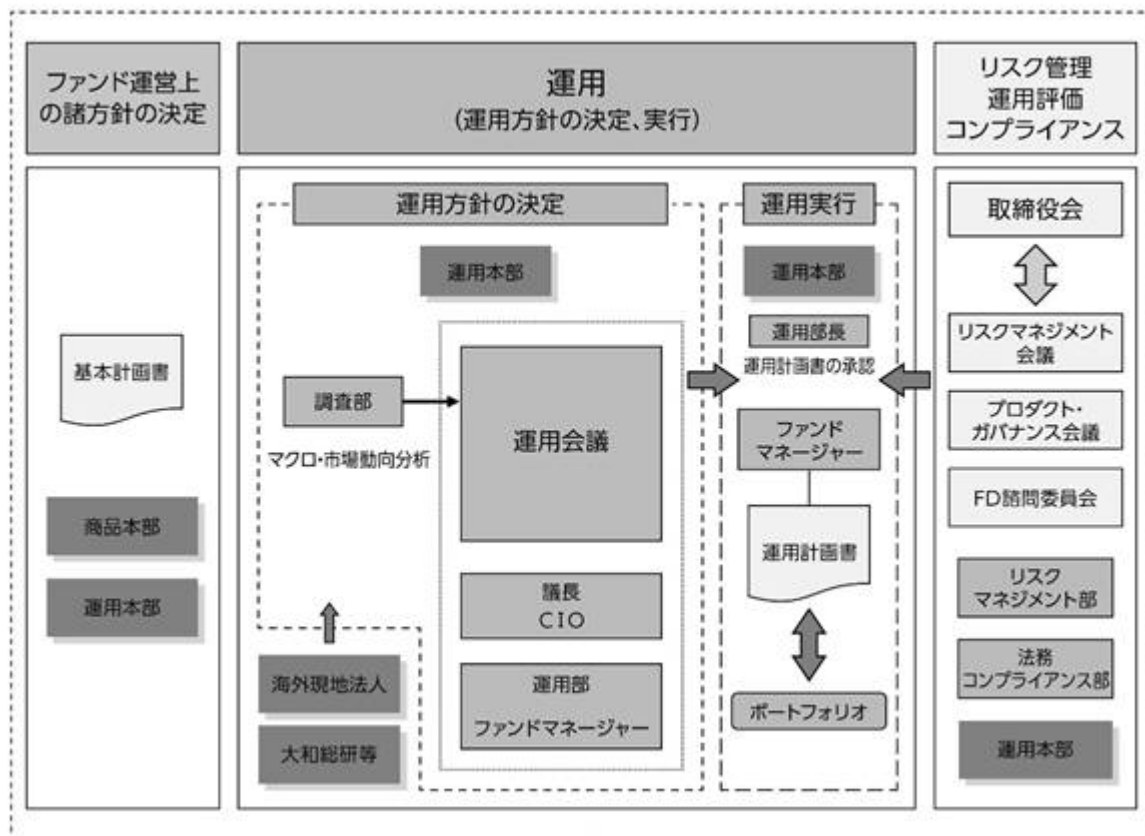 ファンド運営上
の諸方針の決定
運用
(運用方針の決定、実行)
リスク管理
運用評価
コンプライアンス
基本計画書
商品本部
運用本部
運用方針の決定
運用本部
調査部
マクロ・市場動向分析
運用会議
議長
CIO
運用部
ファンドマネージャー
海外現地法人
大和総研等
運用実行
運用本部
運用部長
運用計画書の承認
ファンド
マネージャー
運用計画書
ポートフォリオ
取締役会
リスクマネジメント
会議
プロダクト・
ガバナンス会議
FD諮問委員会
リスク
マネジメント部
法務
コンプライアンス部
運用本部